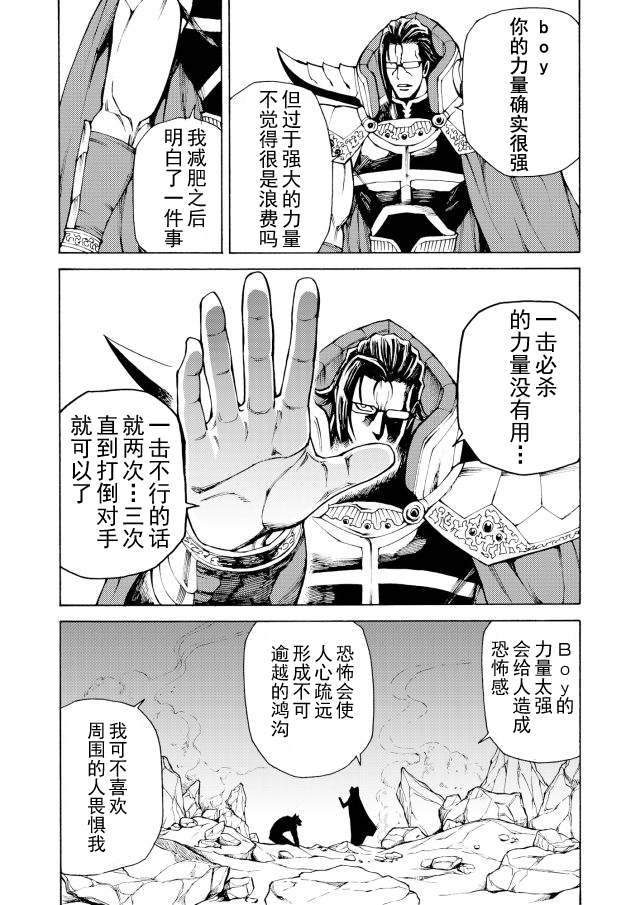 boy
你的力量确实很强
但过于强大的力量
不觉得很是浪费吗
我减肥之后
明白了一件事
一击必杀
的力量没有用…
一击不行的话
就两次…三次
直到打倒对手
就可以了
Boy的
力量太强
会给人造成
恐怖感
恐怖会使
人心疏远
形成不可
逾越的鸿沟
我可不喜欢
周围的人畏惧我